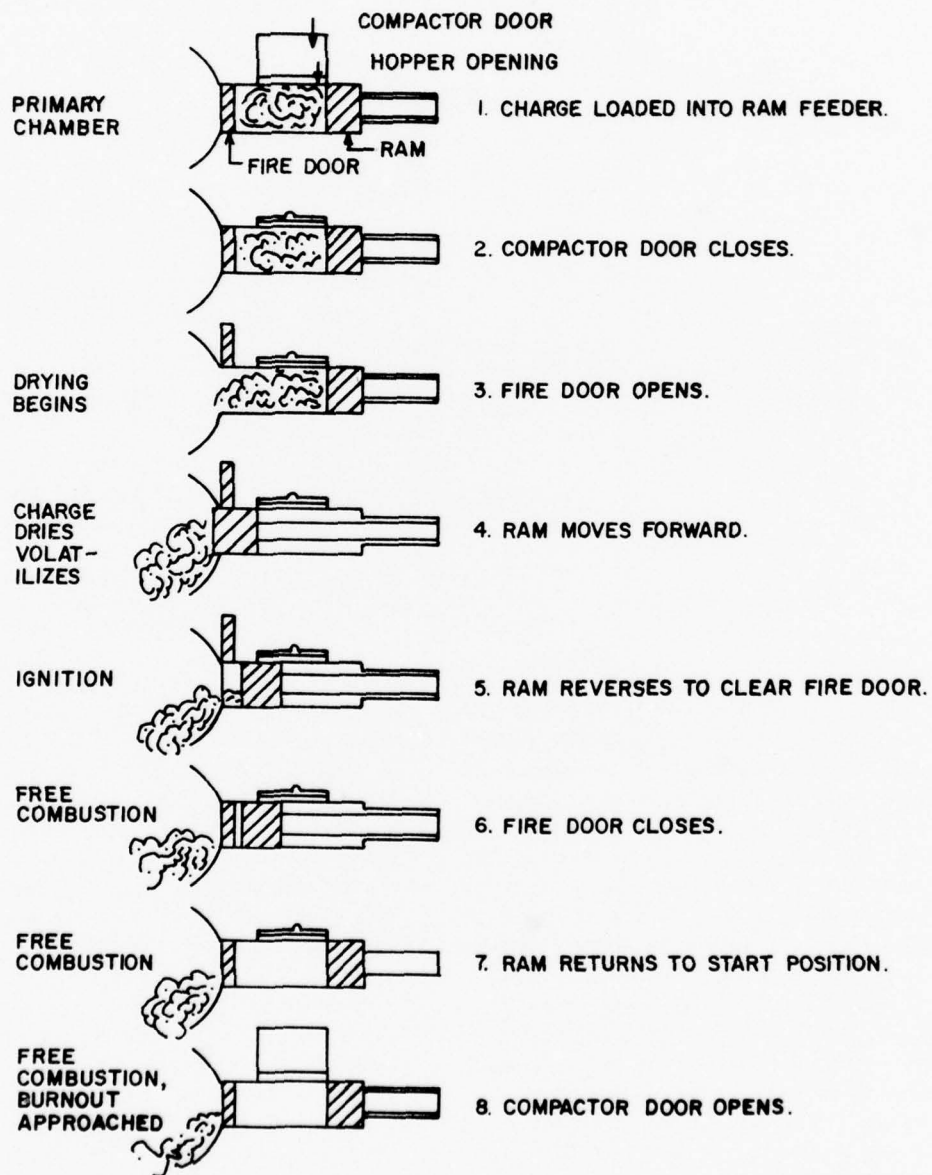 COMPACTOR DOOR
HOPPER OPENING
PRIMARY
CHAMBER
1. CHARGE LOADED INTO RAM FEEDER.
RAM
FIRE DOOR
2. COMPACTOR DOOR CLOSES.
DRYING
BEGINS
3. FIRE DOOR OPENS.
CHARGE
DRIES
VOLAT-
ILIZES
4. RAM MOVES FORWARD.
IGNITION
5. RAM REVERSES TO CLEAR FIRE DOOR.
FREE
COMBUSTION
6. FIRE DOOR CLOSES.
FREE
COMBUSTION
7. RAM RETURNS TO START POSITION.
FREE
COMBUSTION,
BURNOUT
APPROACHED
8. COMPACTOR DOOR OPENS.